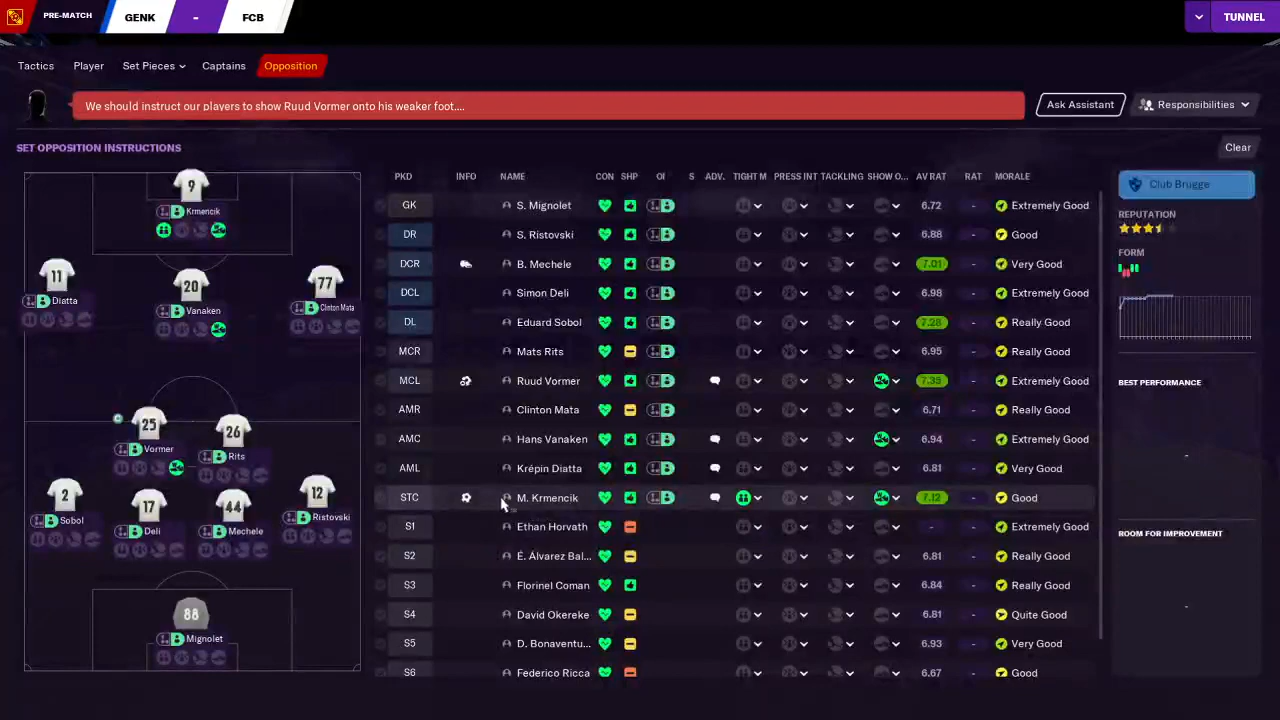 PRE-MATCH GENK - FCB TUNNEL
Tactics Player Set Pieces Captains Opposition
We should instruct our players to show Ruud Vormer onto his weaker foot.... Ask Assistant Responsibilities
SET OPPOSITION INSTRUCTIONS Clear
9
Krmencik
11
Diatta
20
Vanaken
77
Clinton Mata
25
Vormer
26
Rits
2
Sobol
17
Deli
44
Mechele
12
Ristovski
88
Mignolet
PKD INFO NAME CON SHP OI S ADV. TIGHT M PRESS INT TACKLING SHOW O... AV RAT RAT MORALE
GK S. Mignolet 6.72 - Extremely Good
DR S. Ristovski 6.88 - Good
DCR B. Mechele 7.01 - Very Good
DCL Simon Deli 6.98 - Extremely Good
DL Eduard Sobol 7.28 - Really Good
MCR Mats Rits 6.95 - Really Good
MCL Ruud Vormer 7.35 - Extremely Good
AMR Clinton Mata 6.71 - Really Good
AMC Hans Vanaken 6.94 - Extremely Good
AML Krépin Diatta 6.81 - Very Good
STC M. Krmencik 7.12 - Good
S1 Ethan Horvath - Extremely Good
S2 É. Álvarez Bal... 6.81 - Really Good
S3 Florinel Coman 6.84 - Really Good
S4 David Okereke 6.81 - Quite Good
S5 D. Bonaventu... 6.93 - Very Good
S6 Federico Ricca 6.67 - Good
Club Brugge
REPUTATION
FORM
BEST PERFORMANCE
-
ROOM FOR IMPROVEMENT
-